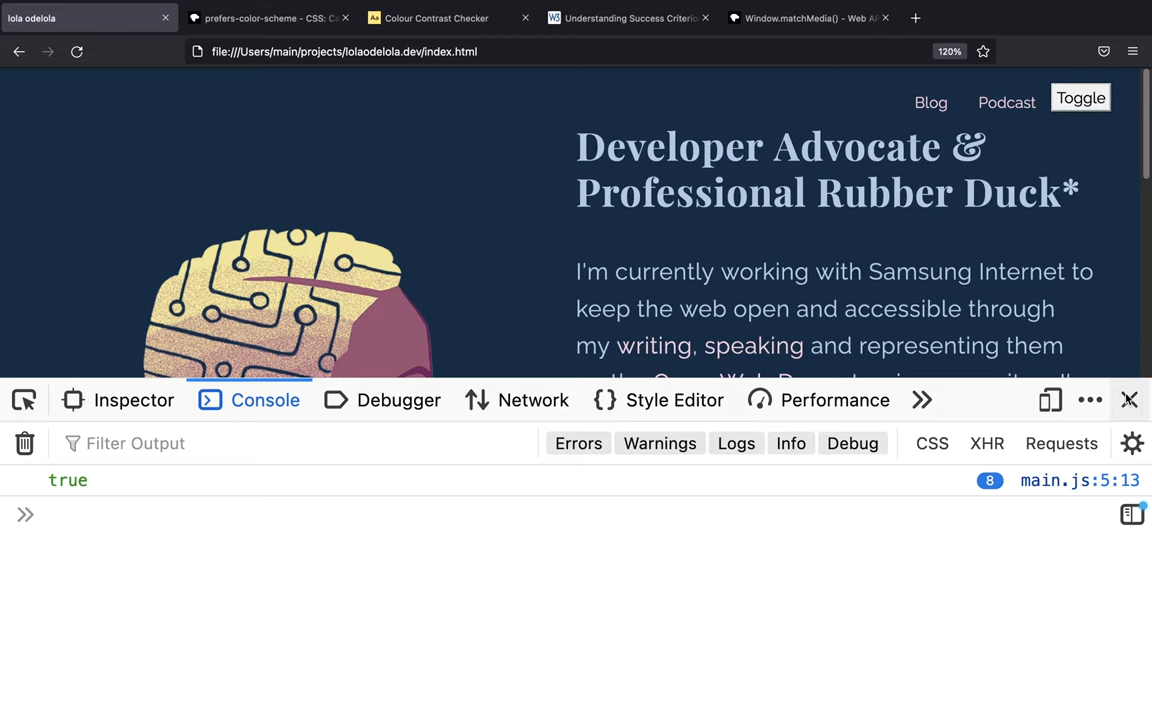 lola odelola
prefers-color-scheme - CSS: Ca
Colour Contrast Checker
Understanding Success Criterio
Window.matchMedia() - Web AP
file:///Users/main/projects/lolaodelola.dev/index.html
120%
Blog
Podcast
Toggle
Developer Advocate &
Professional Rubber Duck*
I'm currently working with Samsung Internet to
keep the web open and accessible through
my writing, speaking and representing them
Inspector
Console
Debugger
Network
Style Editor
Performance
Filter Output
Errors
Warnings
Logs
Info
Debug
CSS
XHR
Requests
true
8
main.js:5:13